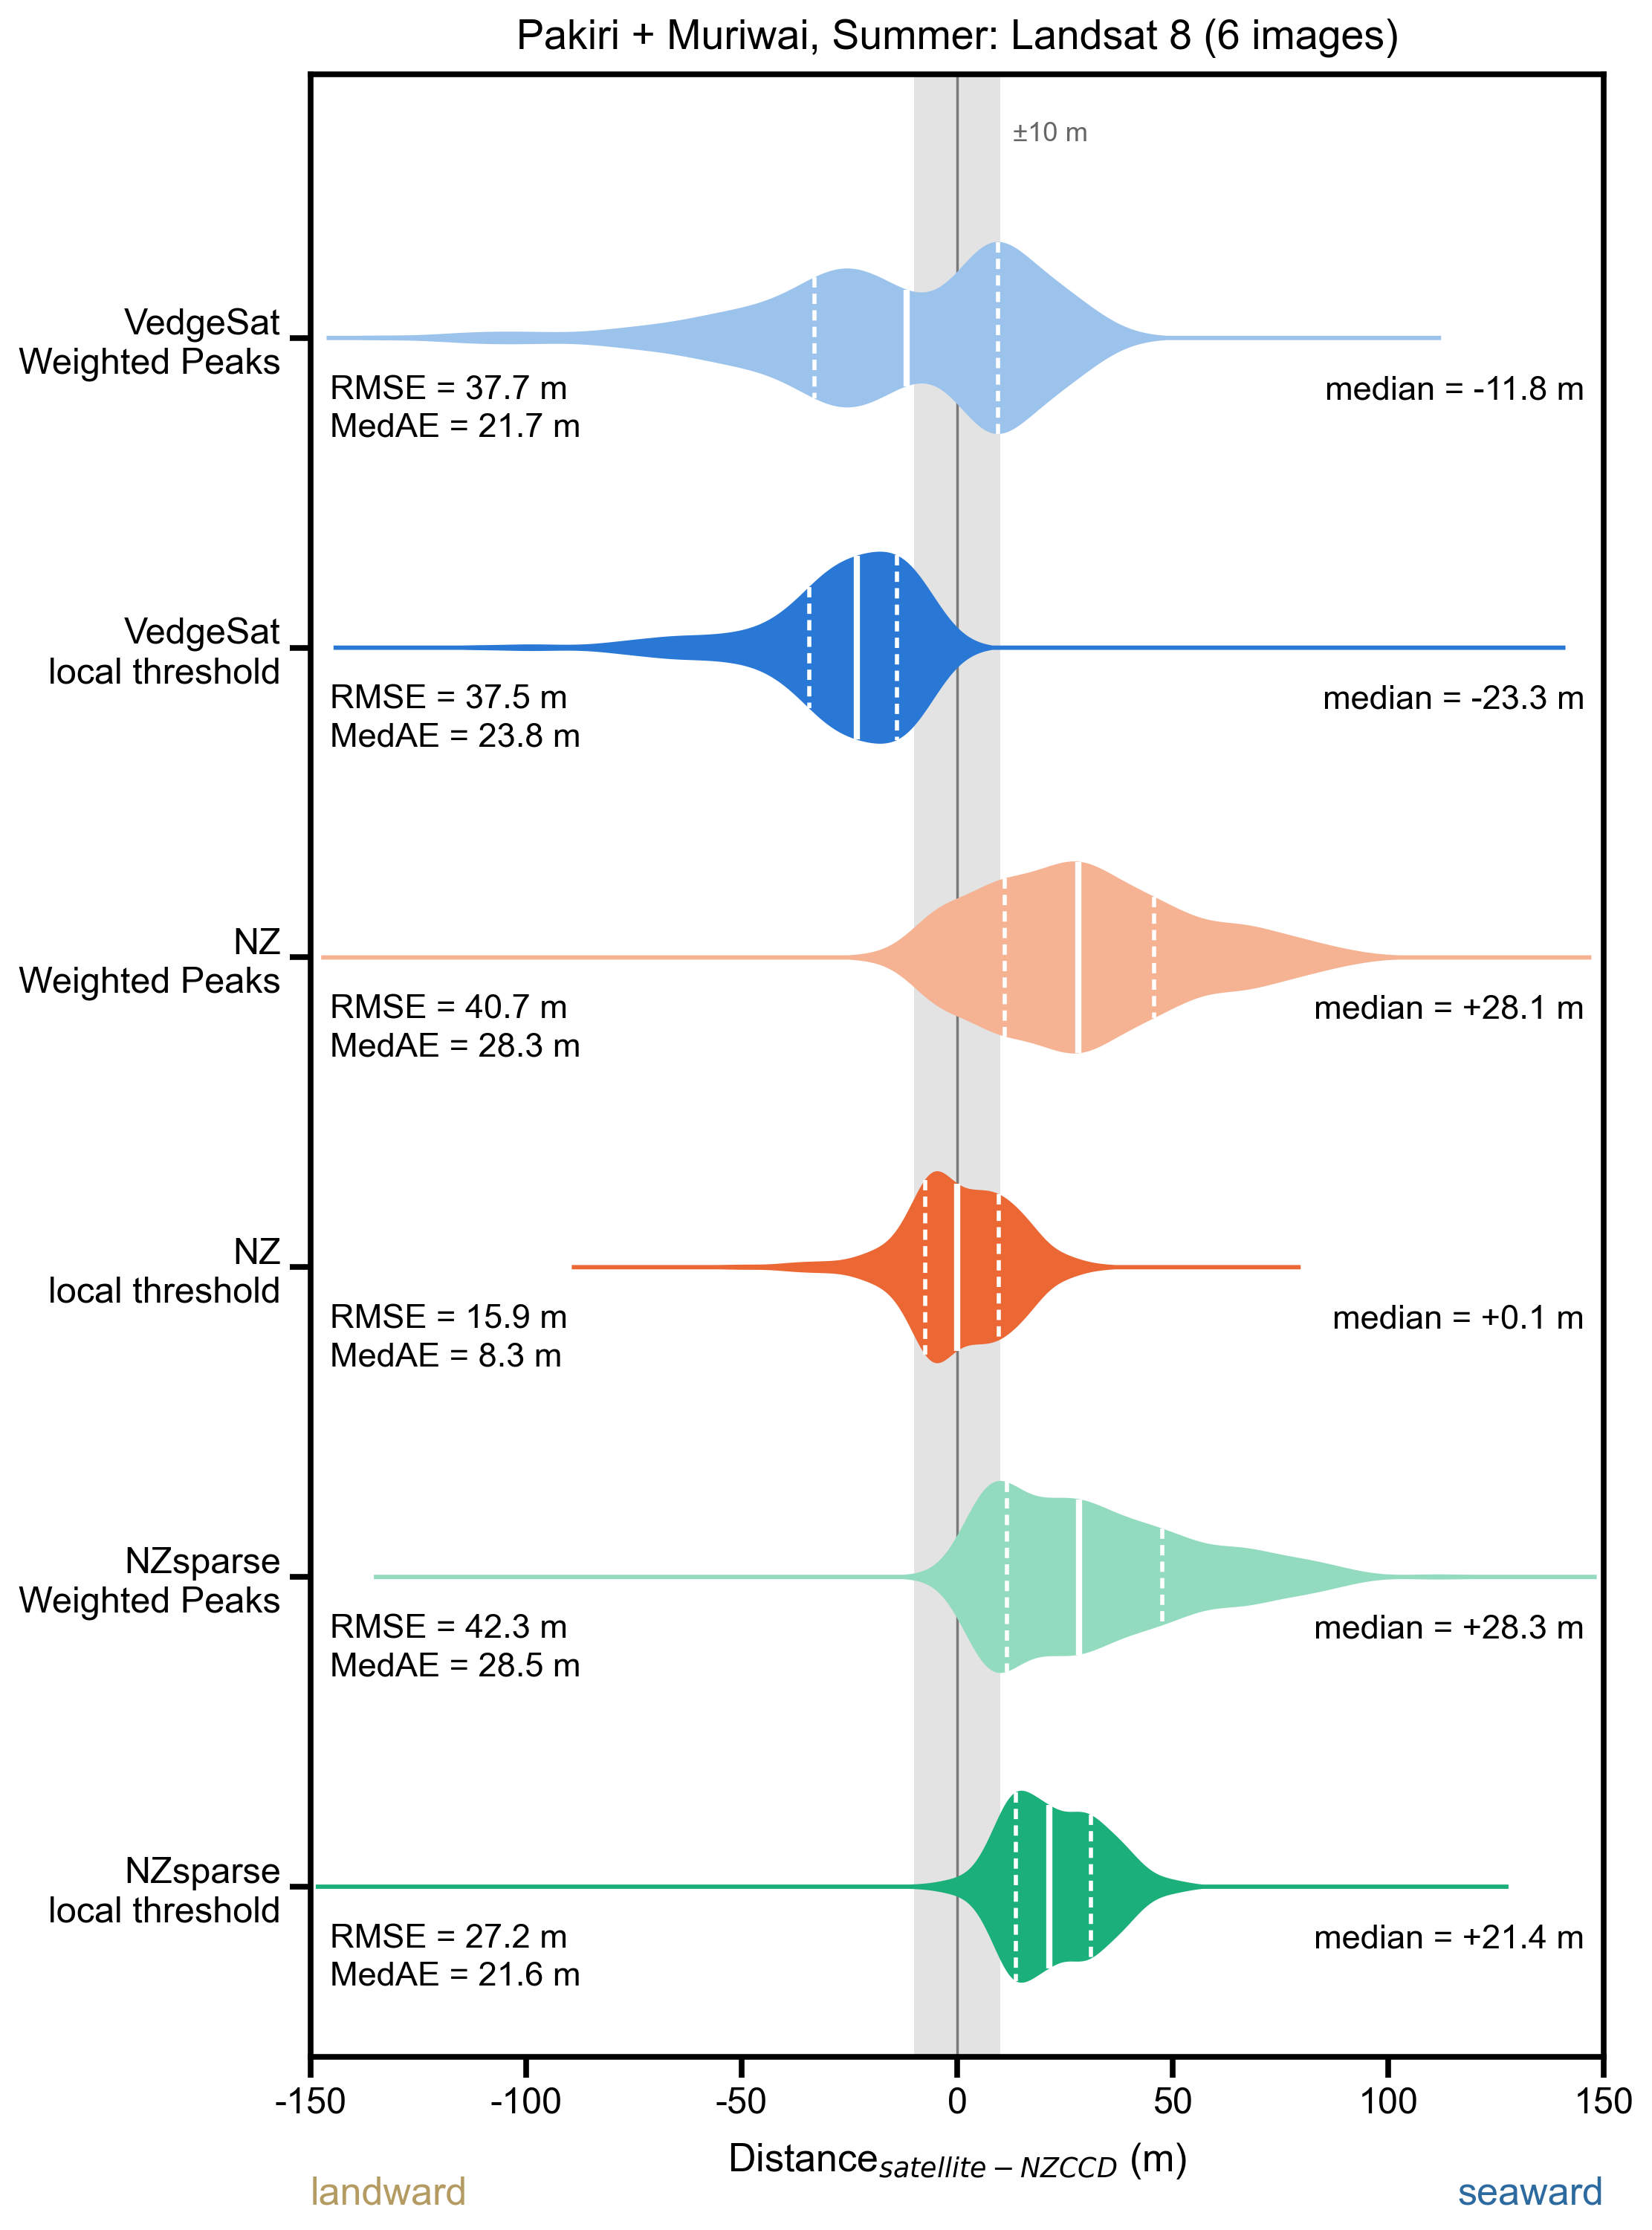 Pakiri + Muriwai, Summer: Landsat 8 (6 images)
±10 m
VedgeSat
Weighted Peaks
RMSE = 37.7 m
MedAE = 21.7 m
median = -11.8 m
VedgeSat
local threshold
RMSE = 37.5 m
MedAE = 23.8 m
median = -23.3 m
NZ
Weighted Peaks
RMSE = 40.7 m
MedAE = 28.3 m
median = +28.1 m
NZ
local threshold
RMSE = 15.9 m
MedAE = 8.3 m
median = +0.1 m
NZsparse
Weighted Peaks
RMSE = 42.3 m
MedAE = 28.5 m
median = +28.3 m
NZsparse
local threshold
RMSE = 27.2 m
MedAE = 21.6 m
median = +21.4 m
-150 -100 -50 0 50 100 150
Distance satellite − NZCCD (m)
landward seaward